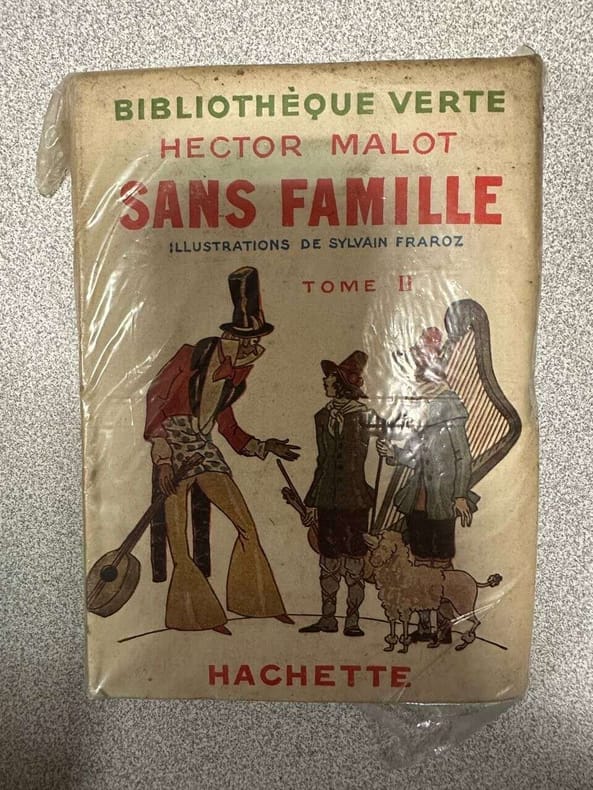 BIBLIOTHÈQUE VERTE
HECTOR MALOT
SANS FAMILLE
ILLUSTRATIONS DE SYLVAIN FRAROZ
TOME II
HACHETTE